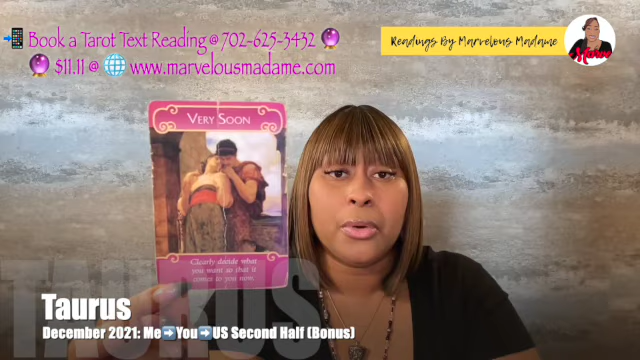 📲 Book a Tarot Text Reading @ 702-625-3432 🔮
🔮 $11.11 @ 🌐 www.marvelousmadame.com
Readings By Marvelous Madame
VERY SOON
Clearly decide what
you want so that it
comes to you now.
TAURUS
Taurus
December 2021: Me➡️You➡️US Second Half (Bonus)